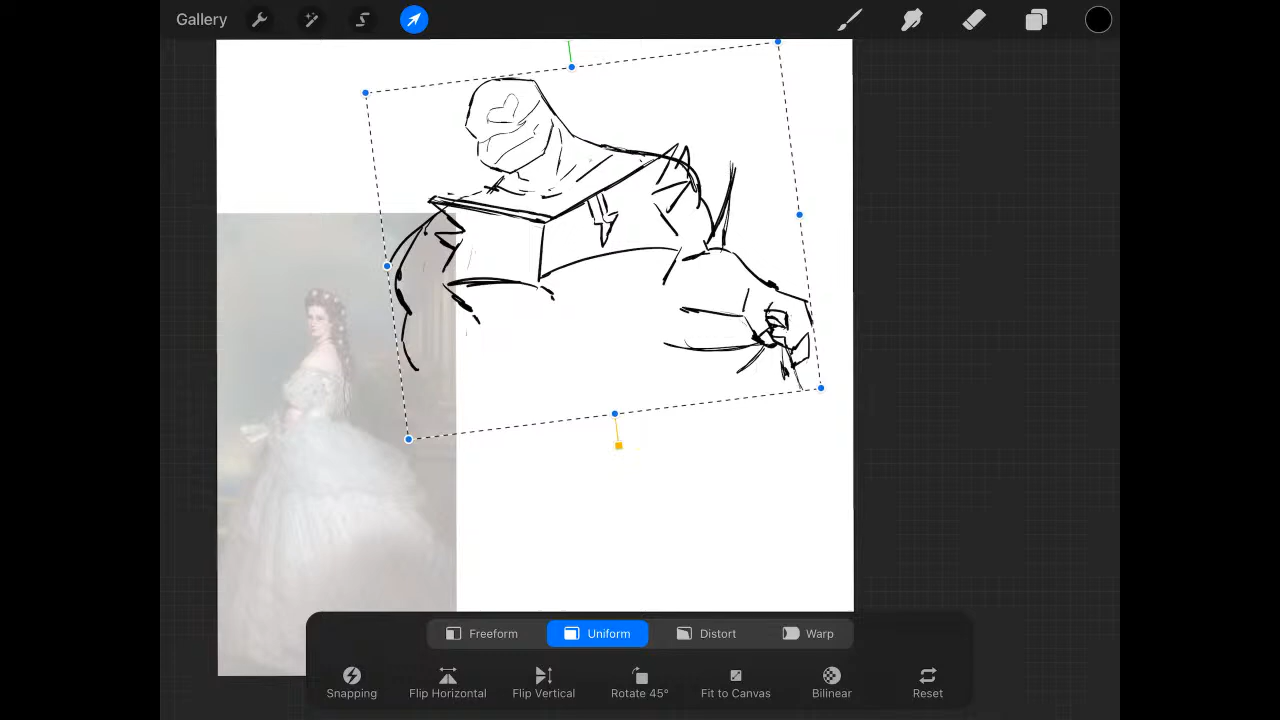 Gallery
Freeform Uniform Distort Warp
Snapping Flip Horizontal Flip Vertical Rotate 45° Fit to Canvas Bilinear Reset